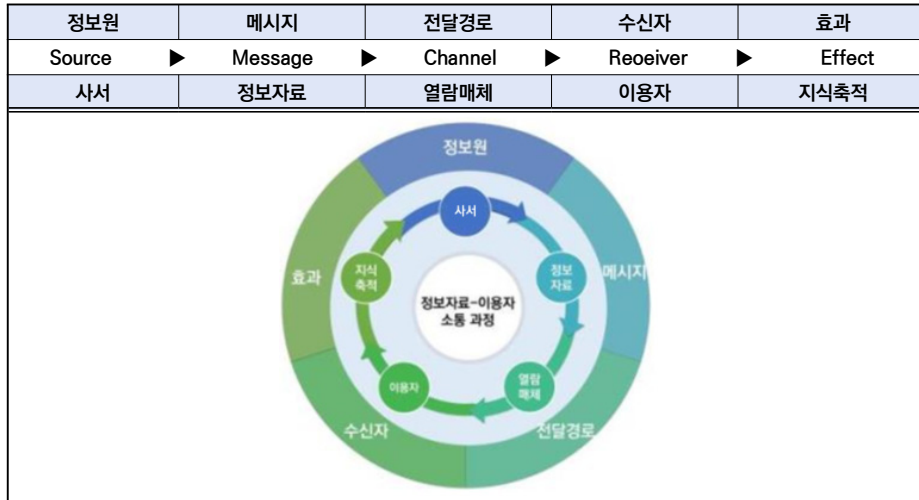 정보원 메시지 전달경로 수신자 효과
Source ▶ Message ▶ Channel ▶ Reoeiver ▶ Effect
사서 정보자료 열람매체 이용자 지식축적
정보원
사서
메시지
정보
자료
효과
지식
축적
정보자료-이용자
소통 과정
이용자
열람
매체
수신자
전달경로